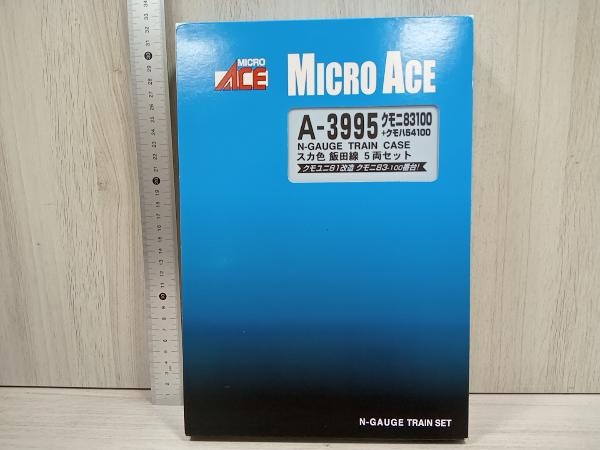 MICRO
ACE
MICRO ACE
A-3995 クモニ83100
+クモハ54100
N-GAUGE TRAIN CASE
スカ色 飯田線 5両セット
クモユニ81改造 クモニ83-100番台!
N-GAUGE TRAIN SET